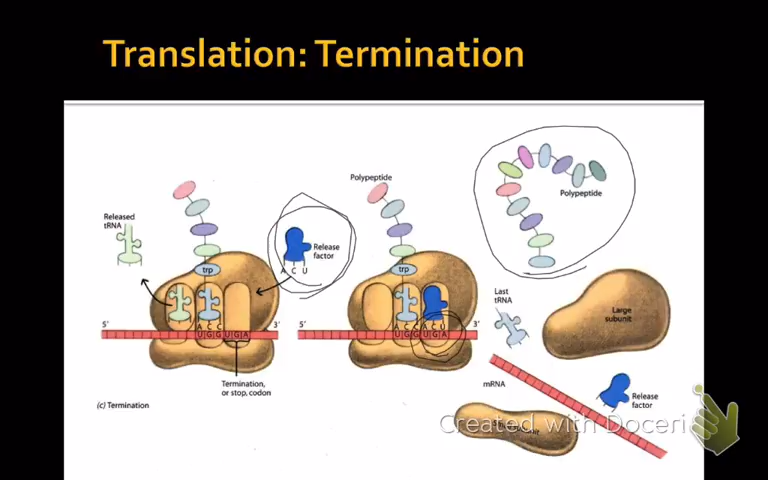 Translation: Termination
Released
tRNA
Polypeptide
Release
factor
A C U
trp
A C C
U G G U G A
5'
3'
Termination,
or stop, codon
Polypeptide
trp
A C C A C U
U G G U G A
5'
3'
Polypeptide
Last
tRNA
Large
subunit
mRNA
Release
factor
(c) Termination
Created with Doceri